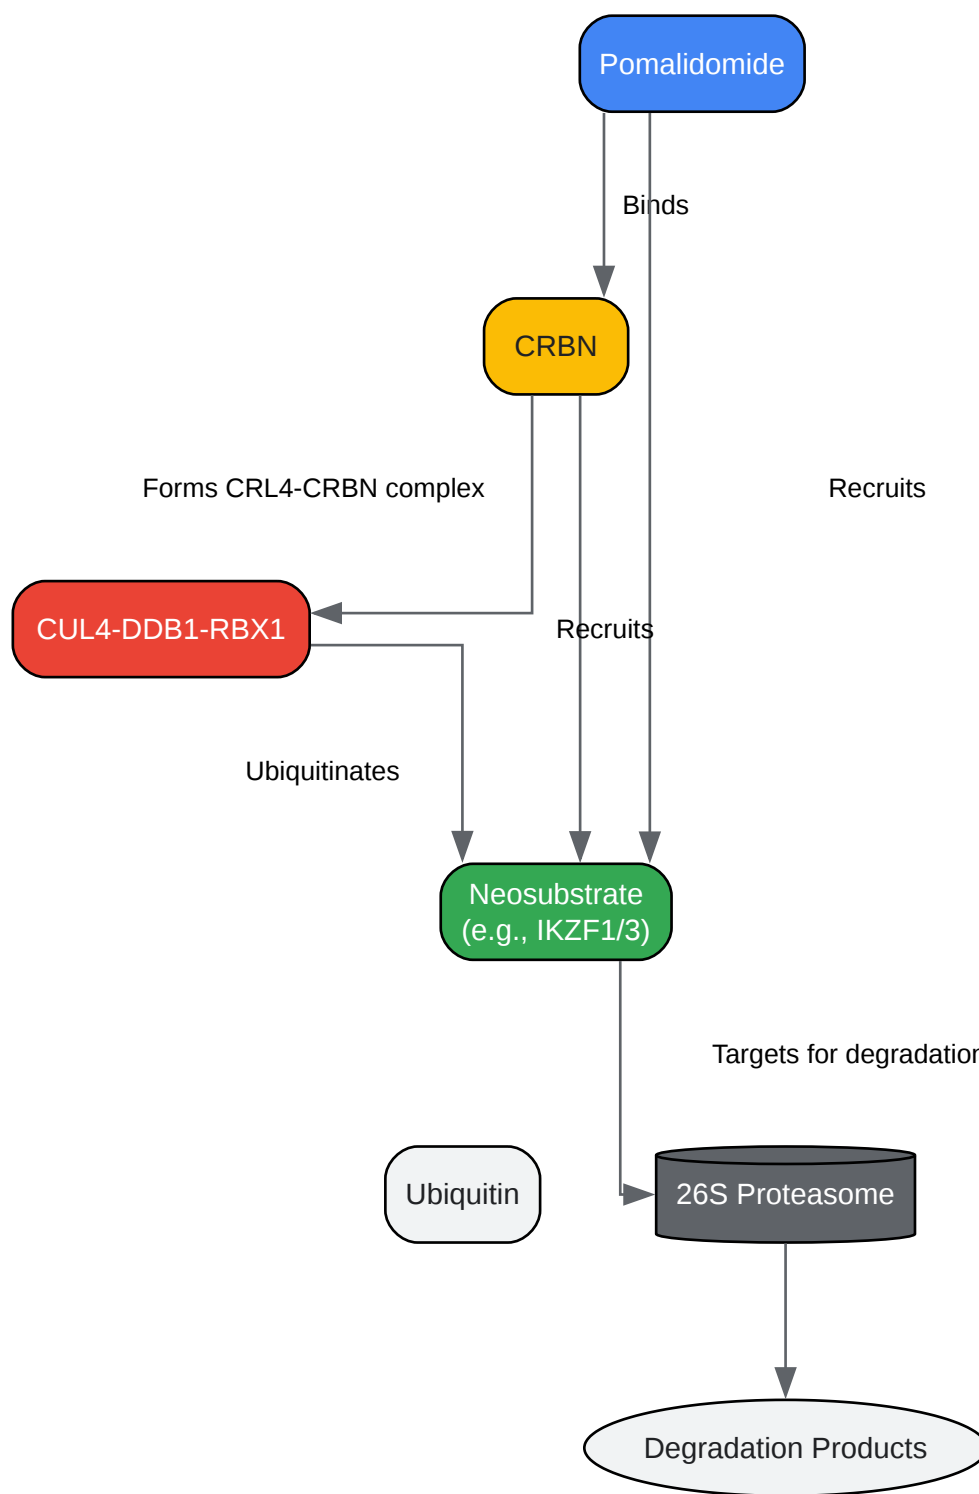 Pomalidomide
Binds
CRBN
Forms CRL4-CRBN complex
Recruits
CUL4-DDB1-RBX1
Recruits
Ubiquitinates
Neosubstrate
(e.g., IKZF1/3)
Targets for degradation
Ubiquitin
26S Proteasome
Degradation Products